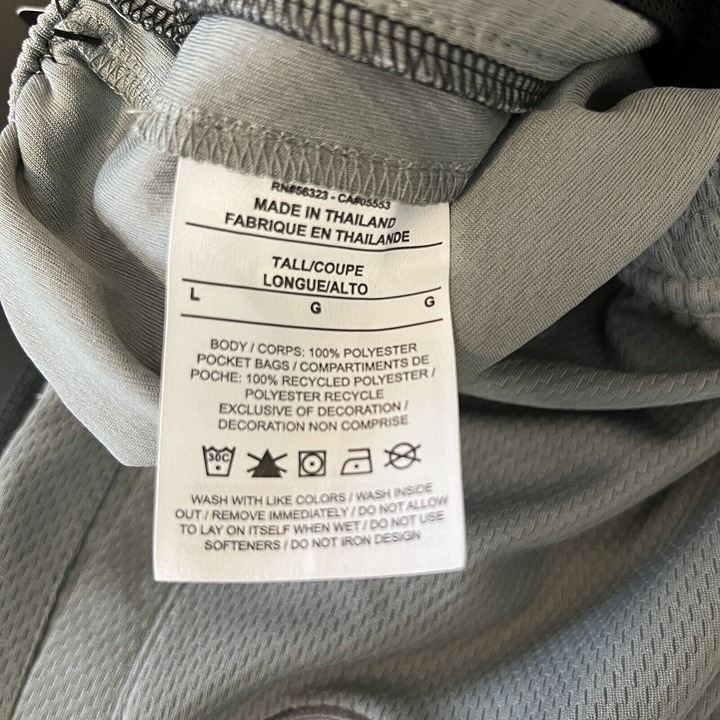 RN#56323 - CA#05553
MADE IN THAILAND
FABRIQUE EN THAILANDE
TALL/COUPE
LONGUE/ALTO
L G G
BODY / CORPS: 100% POLYESTER
POCKET BAGS / COMPARTIMENTS DE
POCHE: 100% RECYCLED POLYESTER /
POLYESTER RECYCLE
EXCLUSIVE OF DECORATION /
DECORATION NON COMPRISE
30C
WASH WITH LIKE COLORS / WASH INSIDE
OUT / REMOVE IMMEDIATELY / DO NOT ALLOW
TO LAY ON ITSELF WHEN WET / DO NOT USE
SOFTENERS / DO NOT IRON DESIGN